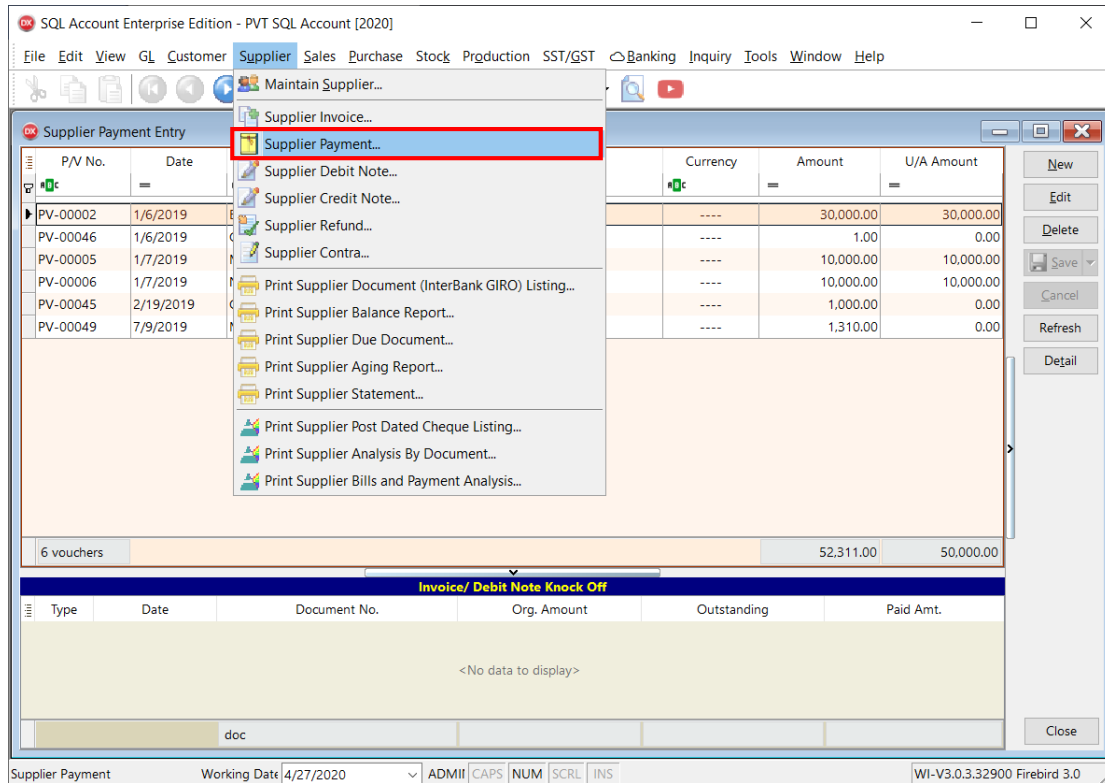 SQL Account Enterprise Edition - PVT SQL Account [2020]
File Edit View GL Customer Supplier Sales Purchase Stock Production SST/GST Banking Inquiry Tools Window Help
Maintain Supplier...
Supplier Invoice...
Supplier Payment...
Supplier Debit Note...
Supplier Credit Note...
Supplier Refund...
Supplier Contra...
Print Supplier Document (InterBank GIRO) Listing...
Print Supplier Balance Report...
Print Supplier Due Document...
Print Supplier Aging Report...
Print Supplier Statement...
Print Supplier Post Dated Cheque Listing...
Print Supplier Analysis By Document...
Print Supplier Bills and Payment Analysis...
Supplier Payment Entry
P/V No. Date Currency Amount U/A Amount
PV-00002 1/6/2019 ---- 30,000.00 30,000.00
PV-00046 1/6/2019 ---- 1.00 0.00
PV-00005 1/7/2019 ---- 10,000.00 10,000.00
PV-00006 1/7/2019 ---- 10,000.00 10,000.00
PV-00045 2/19/2019 ---- 1,000.00 0.00
PV-00049 7/9/2019 ---- 1,310.00 0.00
6 vouchers 52,311.00 50,000.00
New
Edit
Delete
Save
Cancel
Refresh
Detail
Invoice/ Debit Note Knock Off
Type Date Document No. Org. Amount Outstanding Paid Amt.
<No data to display>
doc
Close
Supplier Payment Working Date 4/27/2020 CAPS NUM SCRL INS WI-V3.0.3.32900 Firebird 3.0